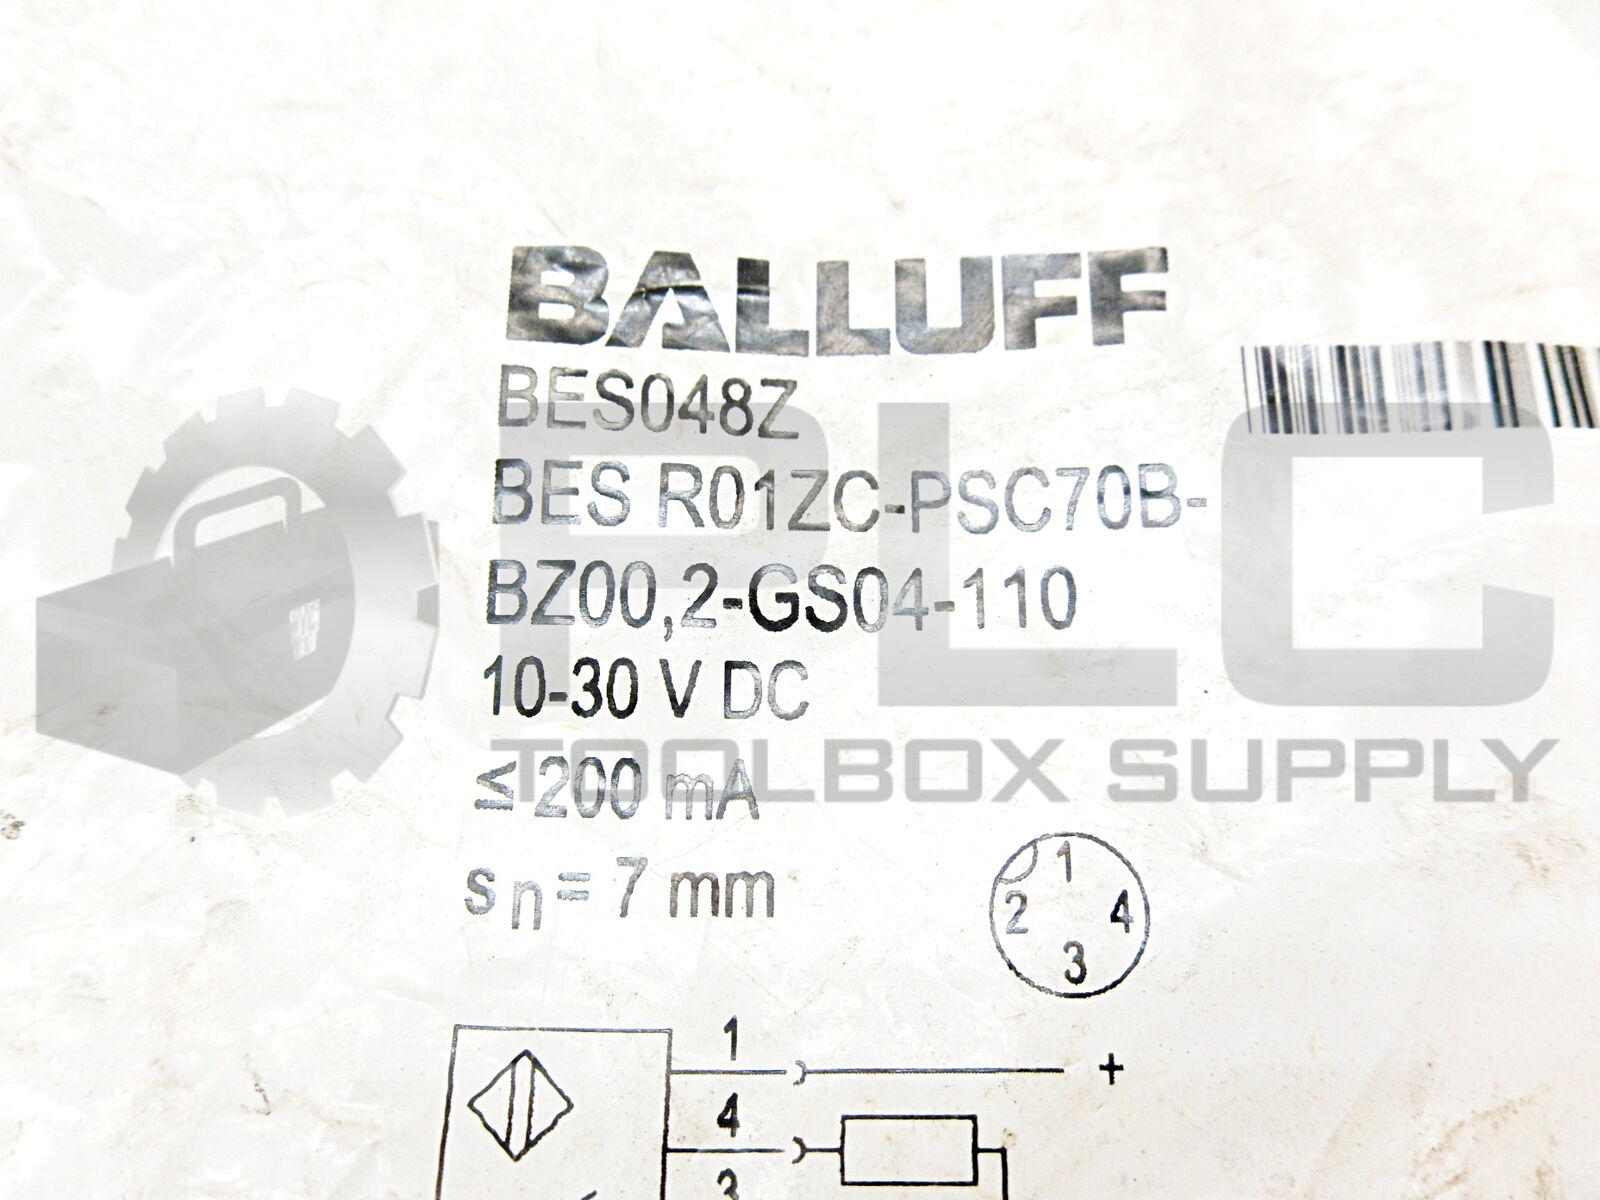 BALLUFF
BES048Z
BES R01ZC-PSC70B-
BZ00,2-GS04-110
10-30 V DC
≤ 200 mA
sn = 7 mm
PLC
TOOLBOX SUPPLY
1
2 4
3
1
+
4
3